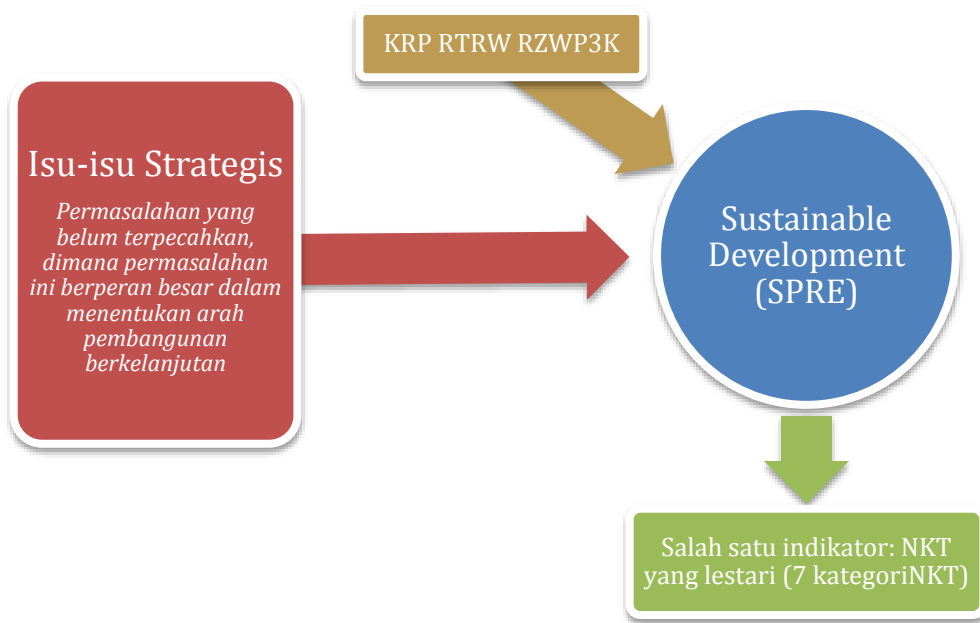 KRP RTRW RZWP3K
Isu-isu Strategis
Permasalahan yang
belum terpecahkan,
dimana permasalahan
ini berperan besar dalam
menentukan arah
pembangunan
berkelanjutan
Sustainable
Development
(SPRE)
Salah satu indikator: NKT
yang lestari (7 kategoriNKT)